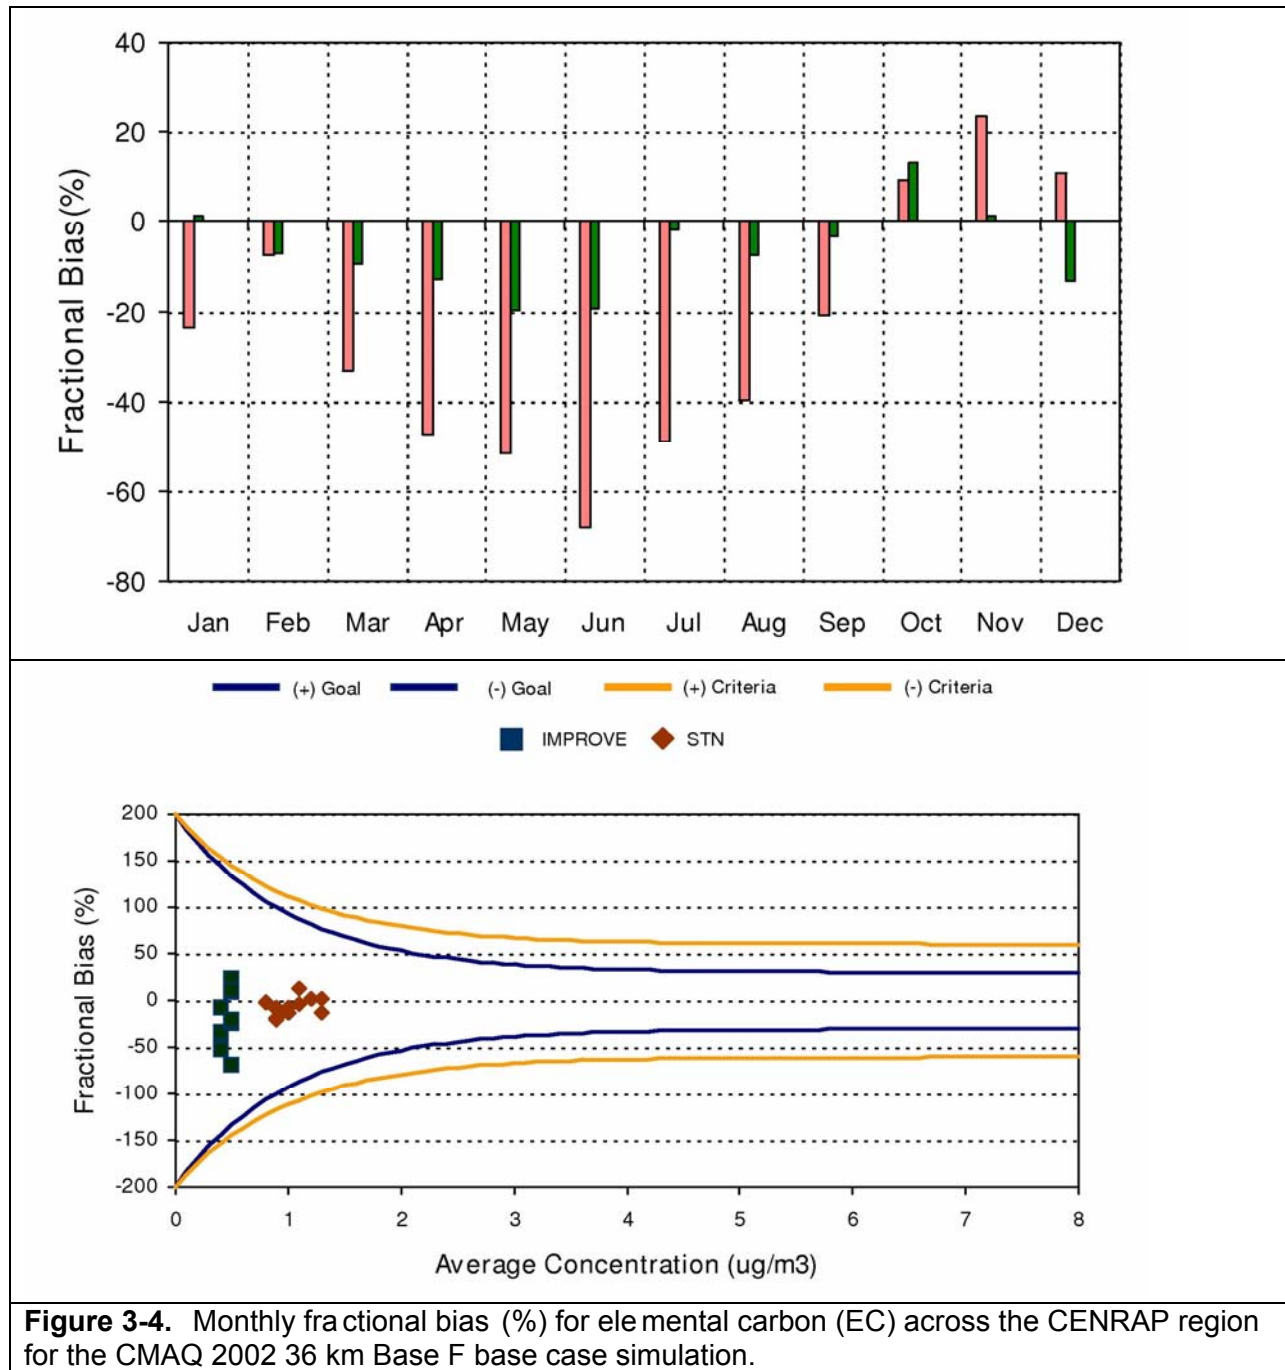 40
20
0
-20
-40
-60
-80
Fractional Bias(%)
Jan Feb Mar Apr May Jun Jul Aug Sep Oct Nov Dec
(+) Goal (-) Goal (+) Criteria (-) Criteria
IMPROVE STN
200
150
100
50
0
-50
-100
-150
-200
Fractional Bias (%)
0 1 2 3 4 5 6 7 8
Average Concentration (ug/m3)
Figure 3-4. Monthly fra ctional bias (%) for ele mental carbon (EC) across the CENRAP region
for the CMAQ 2002 36 km Base F base case simulation.